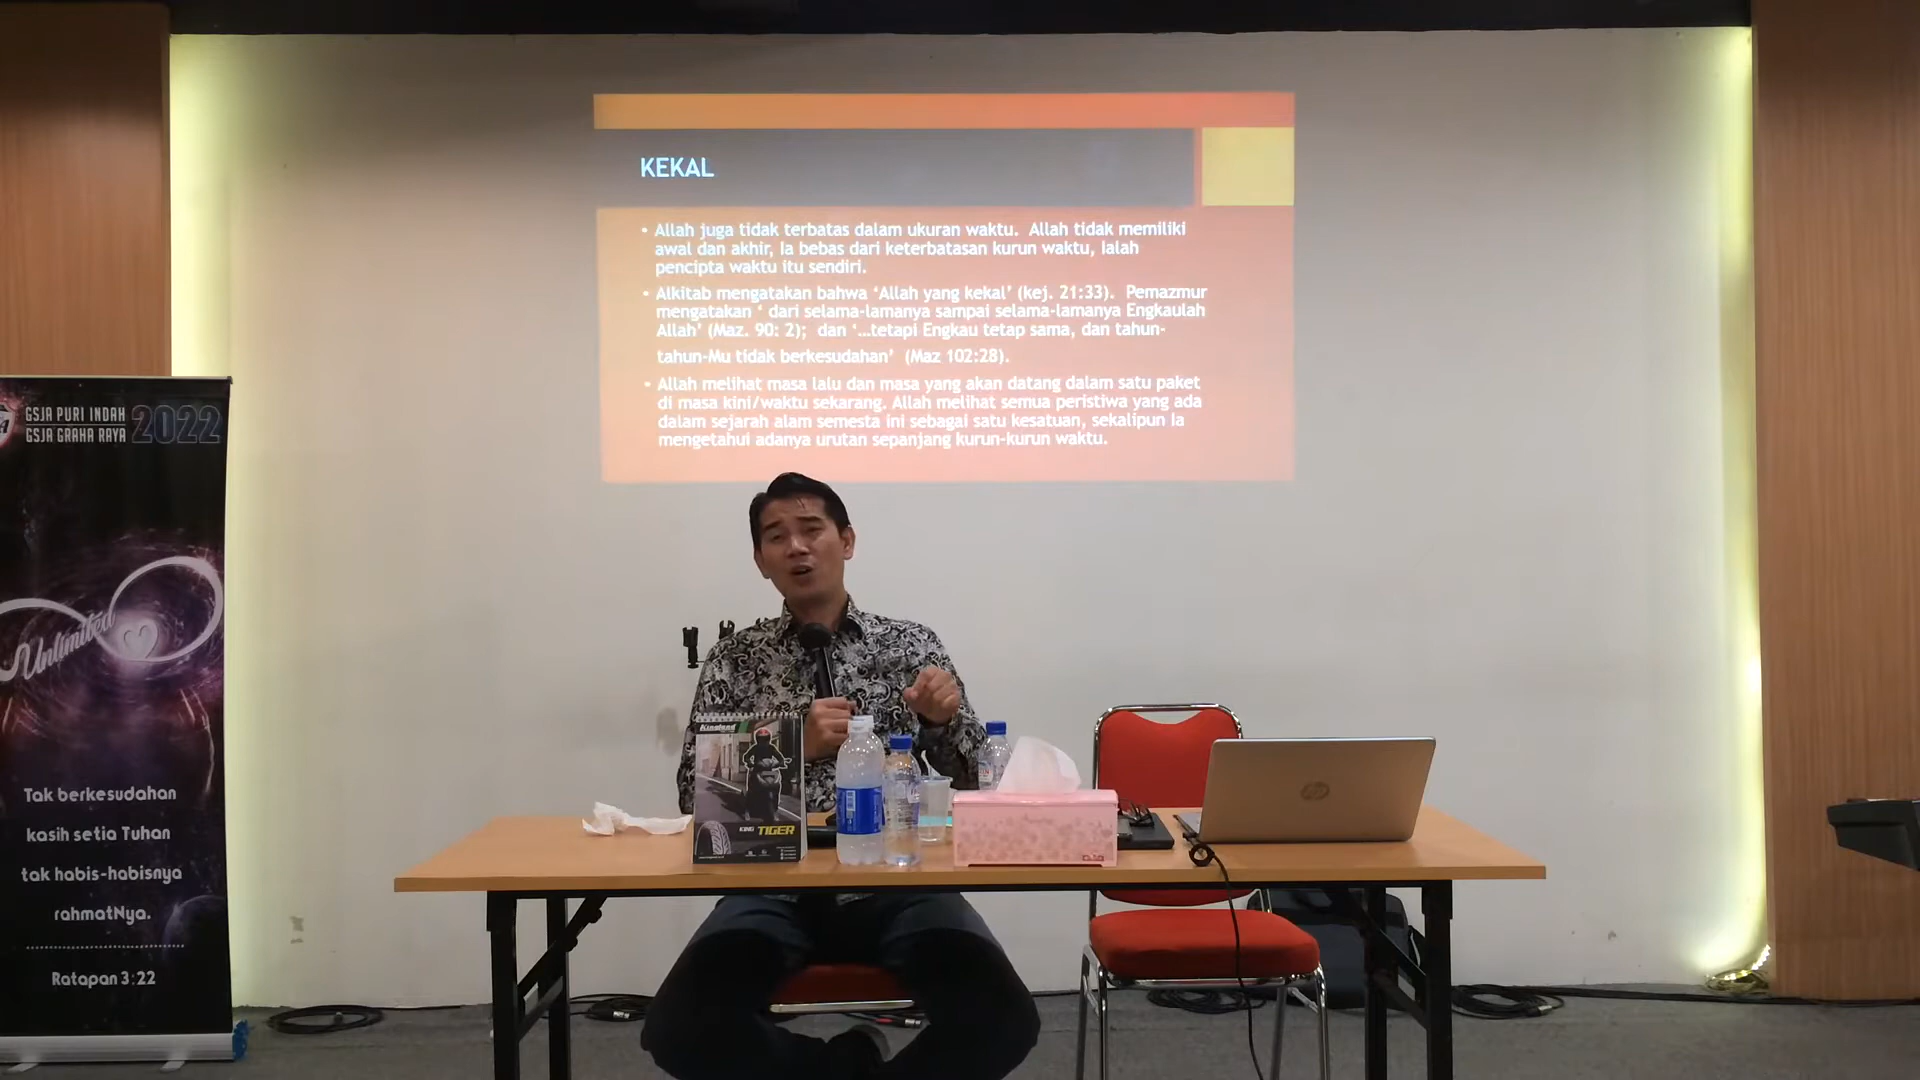 KEKAL
• Allah juga tidak terbatas dalam ukuran waktu. Allah tidak memiliki
awal dan akhir, Ia bebas dari keterbatasan kurun waktu, Ialah
pencipta waktu itu sendiri.
• Alkitab mengatakan bahwa ‘Allah yang kekal’ (kej. 21:33). Pemazmur
mengatakan ‘ dari selama-lamanya sampai selama-lamanya Engkaulah
Allah’ (Maz. 90: 2); dan ‘...tetapi Engkau tetap sama, dan tahun-
tahun-Mu tidak berkesudahan’ (Maz 102:28).
• Allah melihat masa lalu dan masa yang akan datang dalam satu paket
di masa kini/waktu sekarang. Allah melihat semua peristiwa yang ada
dalam sejarah alam semesta ini sebagai satu kesatuan, sekalipun Ia
mengetahui adanya urutan sepanjang kurun-kurun waktu.
GSJA PURI INDAH
GSJA GRAHA RAYA
2022
Unlimited
Tak berkesudahan
kasih setia Tuhan
tak habis-habisnya
rahmatNya.
Ratapan 3:22
Kingland
KING TIGER
hp